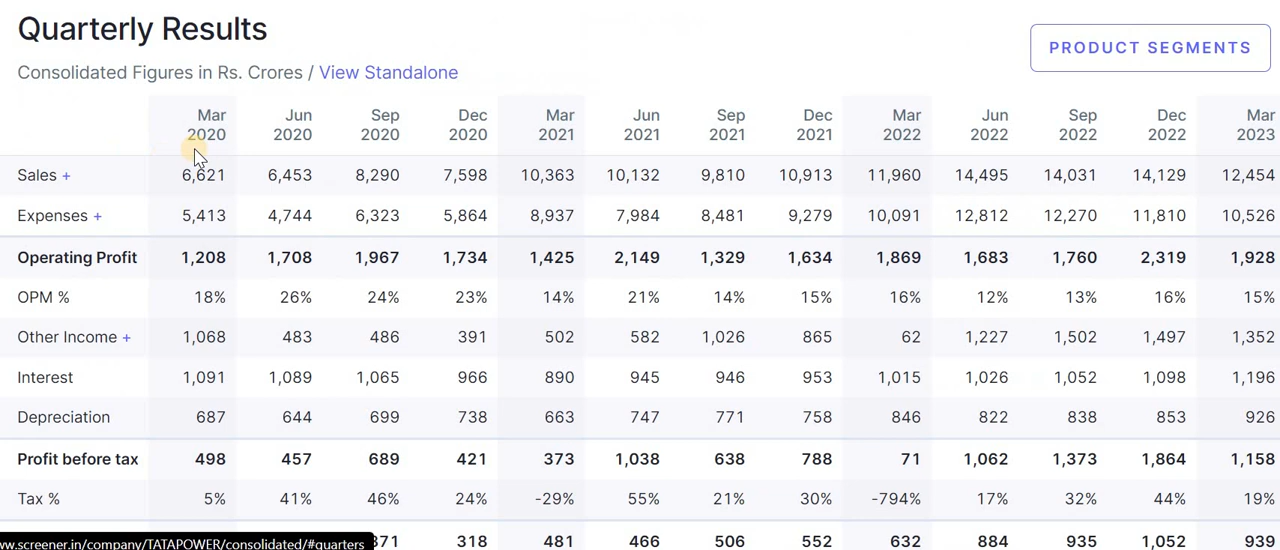 Quarterly Results
PRODUCT SEGMENTS
Consolidated Figures in Rs. Crores / View Standalone
Mar 2020 Jun 2020 Sep 2020 Dec 2020 Mar 2021 Jun 2021 Sep 2021 Dec 2021 Mar 2022 Jun 2022 Sep 2022 Dec 2022 Mar 2023
Sales + 6,621 6,453 8,290 7,598 10,363 10,132 9,810 10,913 11,960 14,495 14,031 14,129 12,454
Expenses + 5,413 4,744 6,323 5,864 8,937 7,984 8,481 9,279 10,091 12,812 12,270 11,810 10,526
Operating Profit 1,208 1,708 1,967 1,734 1,425 2,149 1,329 1,634 1,869 1,683 1,760 2,319 1,928
OPM % 18% 26% 24% 23% 14% 21% 14% 15% 16% 12% 13% 16% 15%
Other Income + 1,068 483 486 391 502 582 1,026 865 62 1,227 1,502 1,497 1,352
Interest 1,091 1,089 1,065 966 890 945 946 953 1,015 1,026 1,052 1,098 1,196
Depreciation 687 644 699 738 663 747 771 758 846 822 838 853 926
Profit before tax 498 457 689 421 373 1,038 638 788 71 1,062 1,373 1,864 1,158
Tax % 5% 41% 46% 24% -29% 55% 21% 30% -794% 17% 32% 44% 19%
318 481 466 506 552 632 884 935 1,052 939
ww.screener.in/company/TATAPOWER/consolidated/#quarters